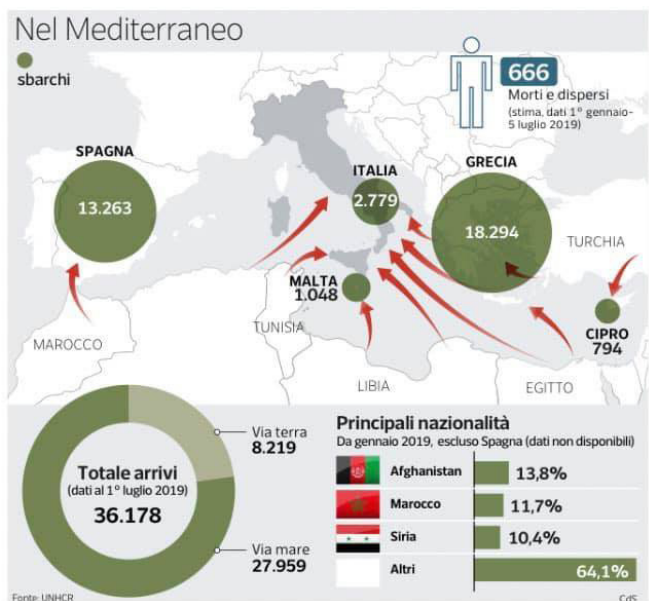 Nel Mediterraneo
sbarchi
666
Morti e dispersi
(stima, dati 1° gennaio-
5 luglio 2019)
SPAGNA
13.263
ITALIA
2.779
GRECIA
18.294
TURCHIA
MALTA
1.048
CIPRO
794
MAROCCO
TUNISIA
LIBIA
EGITTO
Totale arrivi
(dati al 1° luglio 2019)
36.178
Via terra
8.219
Via mare
27.959
Principali nazionalità
Da gennaio 2019, escluso Spagna (dati non disponibili)
Afghanistan 13,8%
Marocco 11,7%
Siria 10,4%
Altri 64,1%
Fonte: UNHCR
CdS